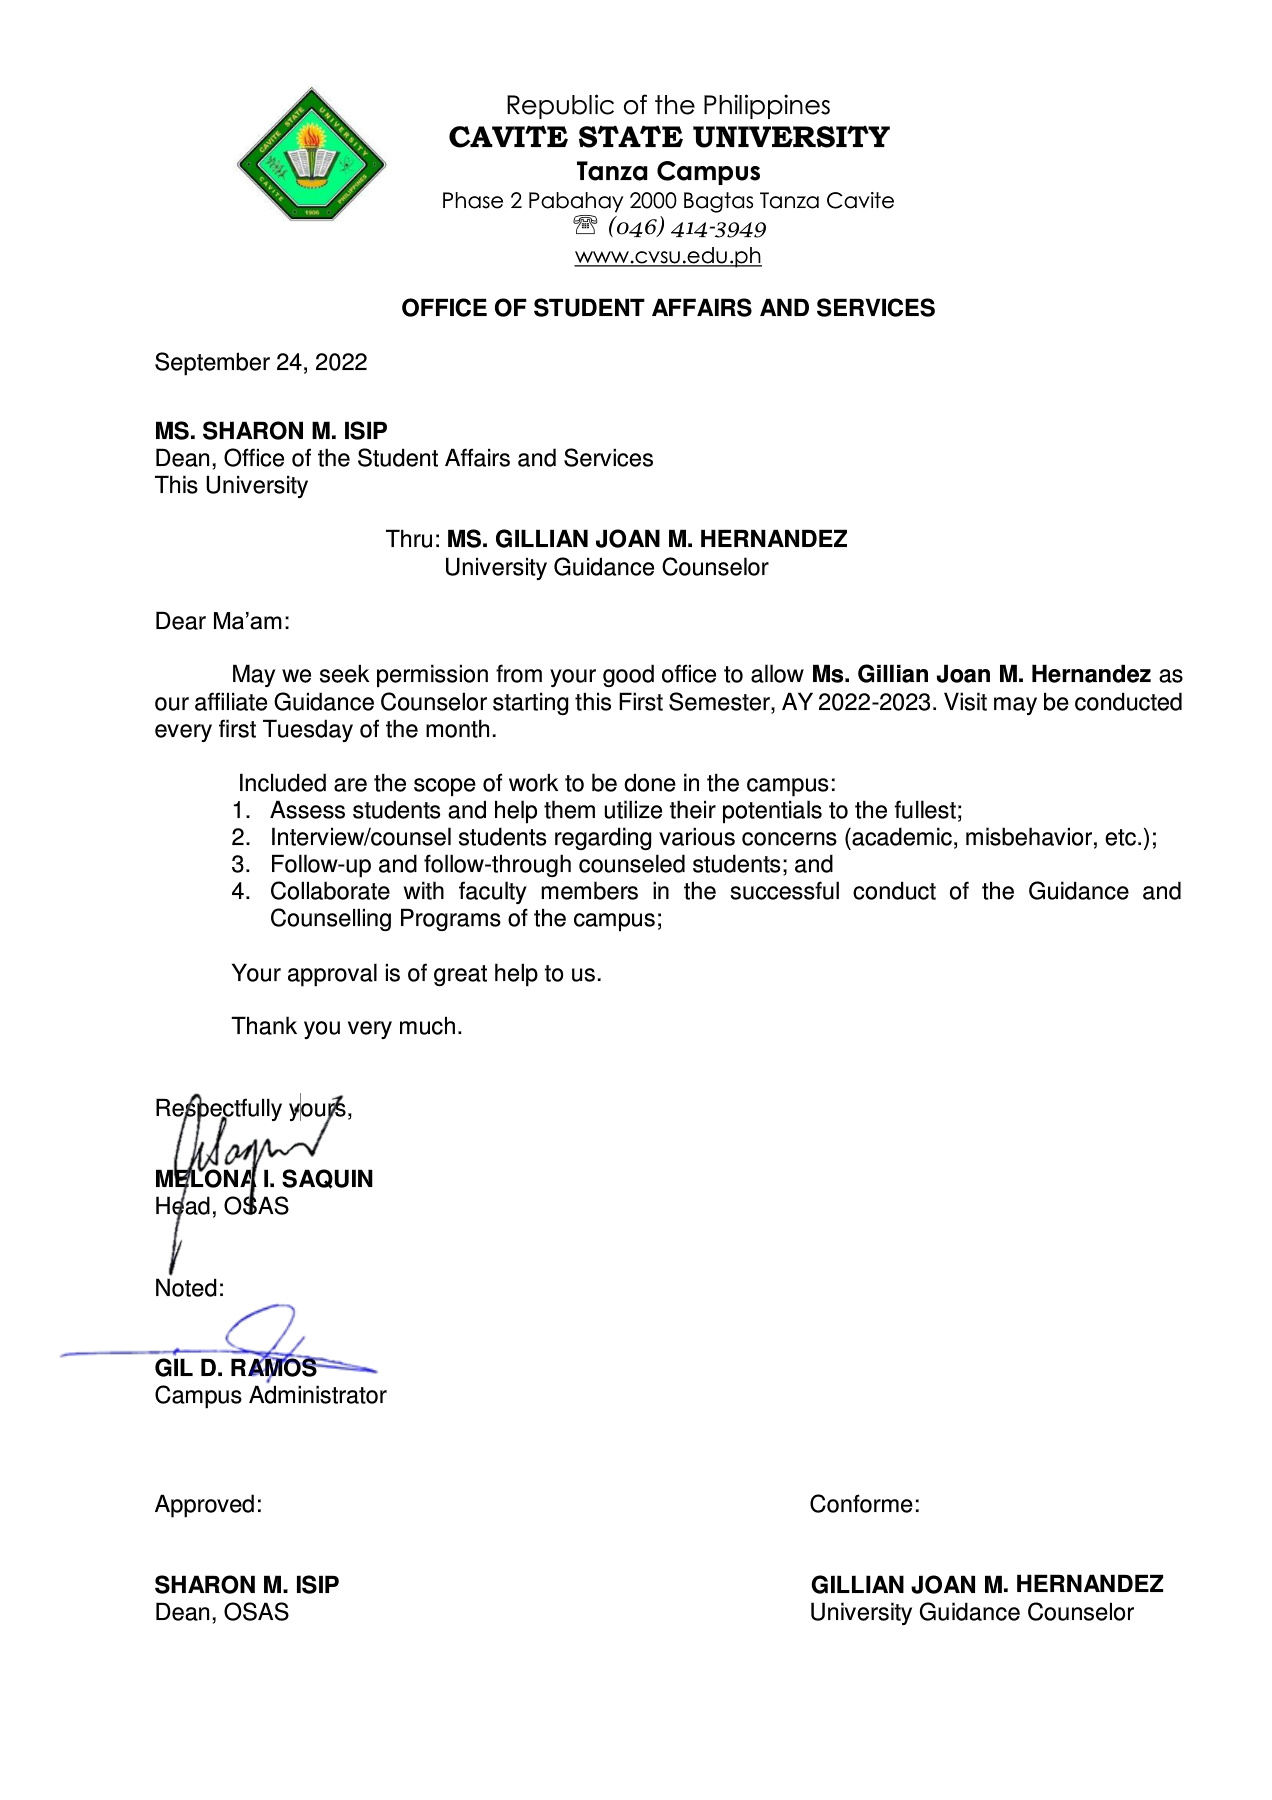 CAVITE STATE UNIVERSITY
CAVITE PHILIPPINES
1906
Republic of the Philippines
CAVITE STATE UNIVERSITY
Tanza Campus
Phase 2 Pabahay 2000 Bagtas Tanza Cavite
☏ (046) 414-3949
www.cvsu.edu.ph
OFFICE OF STUDENT AFFAIRS AND SERVICES
September 24, 2022
MS. SHARON M. ISIP
Dean, Office of the Student Affairs and Services
This University
Thru: MS. GILLIAN JOAN M. HERNANDEZ
University Guidance Counselor
Dear Ma’am:
May we seek permission from your good office to allow Ms. Gillian Joan M. Hernandez as
our affiliate Guidance Counselor starting this First Semester, AY 2022-2023. Visit may be conducted
every first Tuesday of the month.
Included are the scope of work to be done in the campus:
1. Assess students and help them utilize their potentials to the fullest;
2. Interview/counsel students regarding various concerns (academic, misbehavior, etc.);
3. Follow-up and follow-through counseled students; and
4. Collaborate with faculty members in the successful conduct of the Guidance and
Counselling Programs of the campus;
Your approval is of great help to us.
Thank you very much.
Respectfully yours,
MELONA I. SAQUIN
Head, OSAS
Noted:
GIL D. RAMOS
Campus Administrator
Approved: Conforme:
SHARON M. ISIP GILLIAN JOAN M. HERNANDEZ
Dean, OSAS University Guidance Counselor